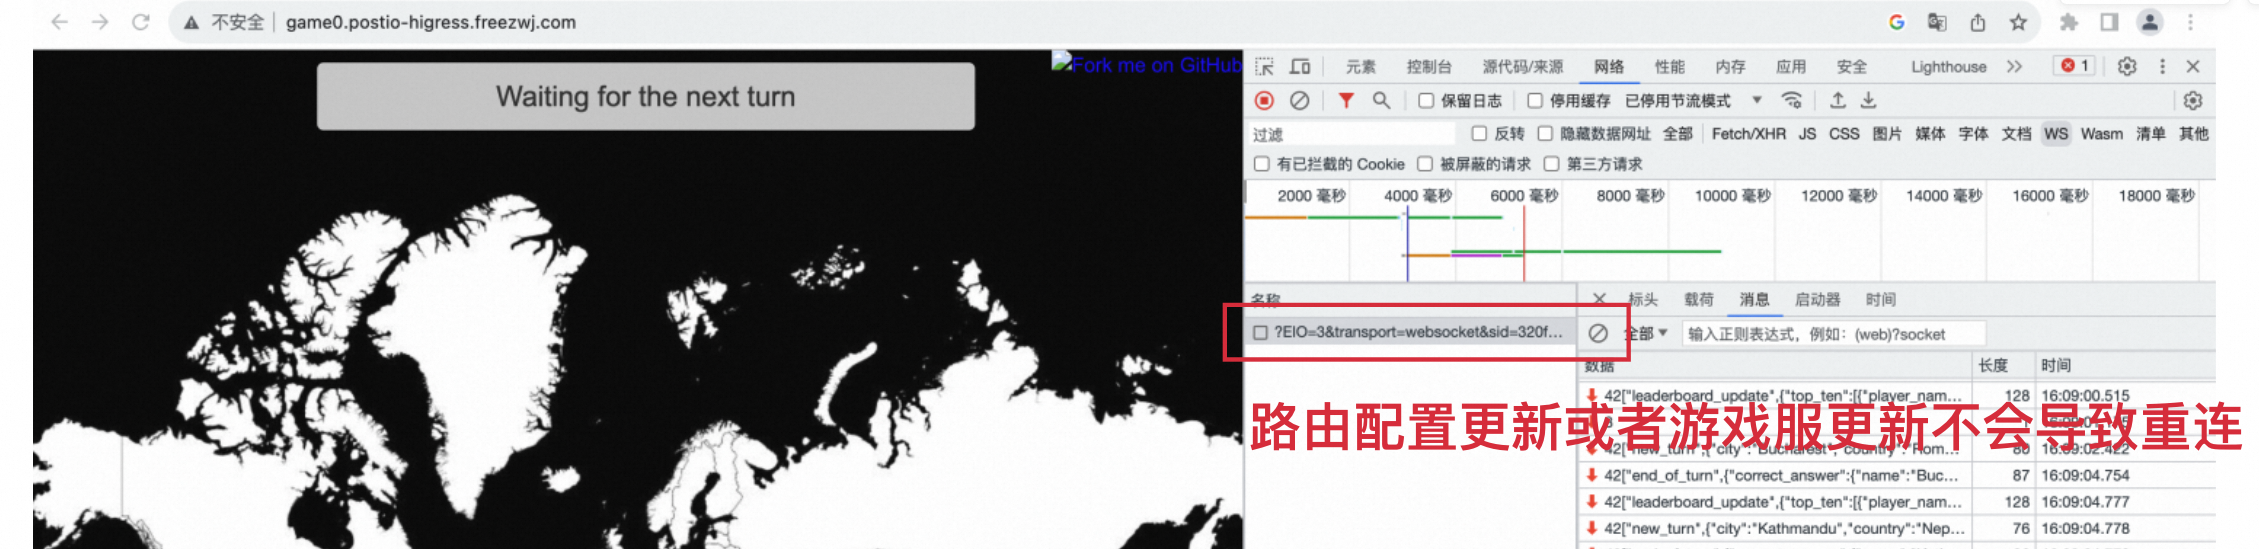 不安全 game0.postio-higress.freezwj.com
Fork me on GitHub
Waiting for the next turn
元素 控制台 源代码/来源 网络 性能 内存 应用 安全 Lighthouse 1
保留日志 停用缓存 已停用节流模式
过滤 反转 隐藏数据网址 全部 Fetch/XHR JS CSS 图片 媒体 字体 文档 WS Wasm 清单 其他
有已拦截的 Cookie 被屏蔽的请求 第三方请求
2000 毫秒 4000 毫秒 6000 毫秒 8000 毫秒 10000 毫秒 12000 毫秒 14000 毫秒 16000 毫秒 18000 毫秒
名称
?EIO=3&transport=websocket&sid=320f...
标头 载荷 消息 启动器 时间
全部 输入正则表达式，例如：(web)?socket
数据 长度 时间
42["leaderboard_update",{"top_ten":[{"player_nam... 128 16:09:00.515
路由配置更新或者游戏服更新不会导致重连
42["new_turn",{"city":"Bucharest","country":"Rom... 80 16:09:02.422
42["end_of_turn",{"correct_answer":{"name":"Buc... 87 16:09:04.754
42["leaderboard_update",{"top_ten":[{"player_nam... 128 16:09:04.777
42["new_turn",{"city":"Kathmandu","country":"Nep... 76 16:09:04.778